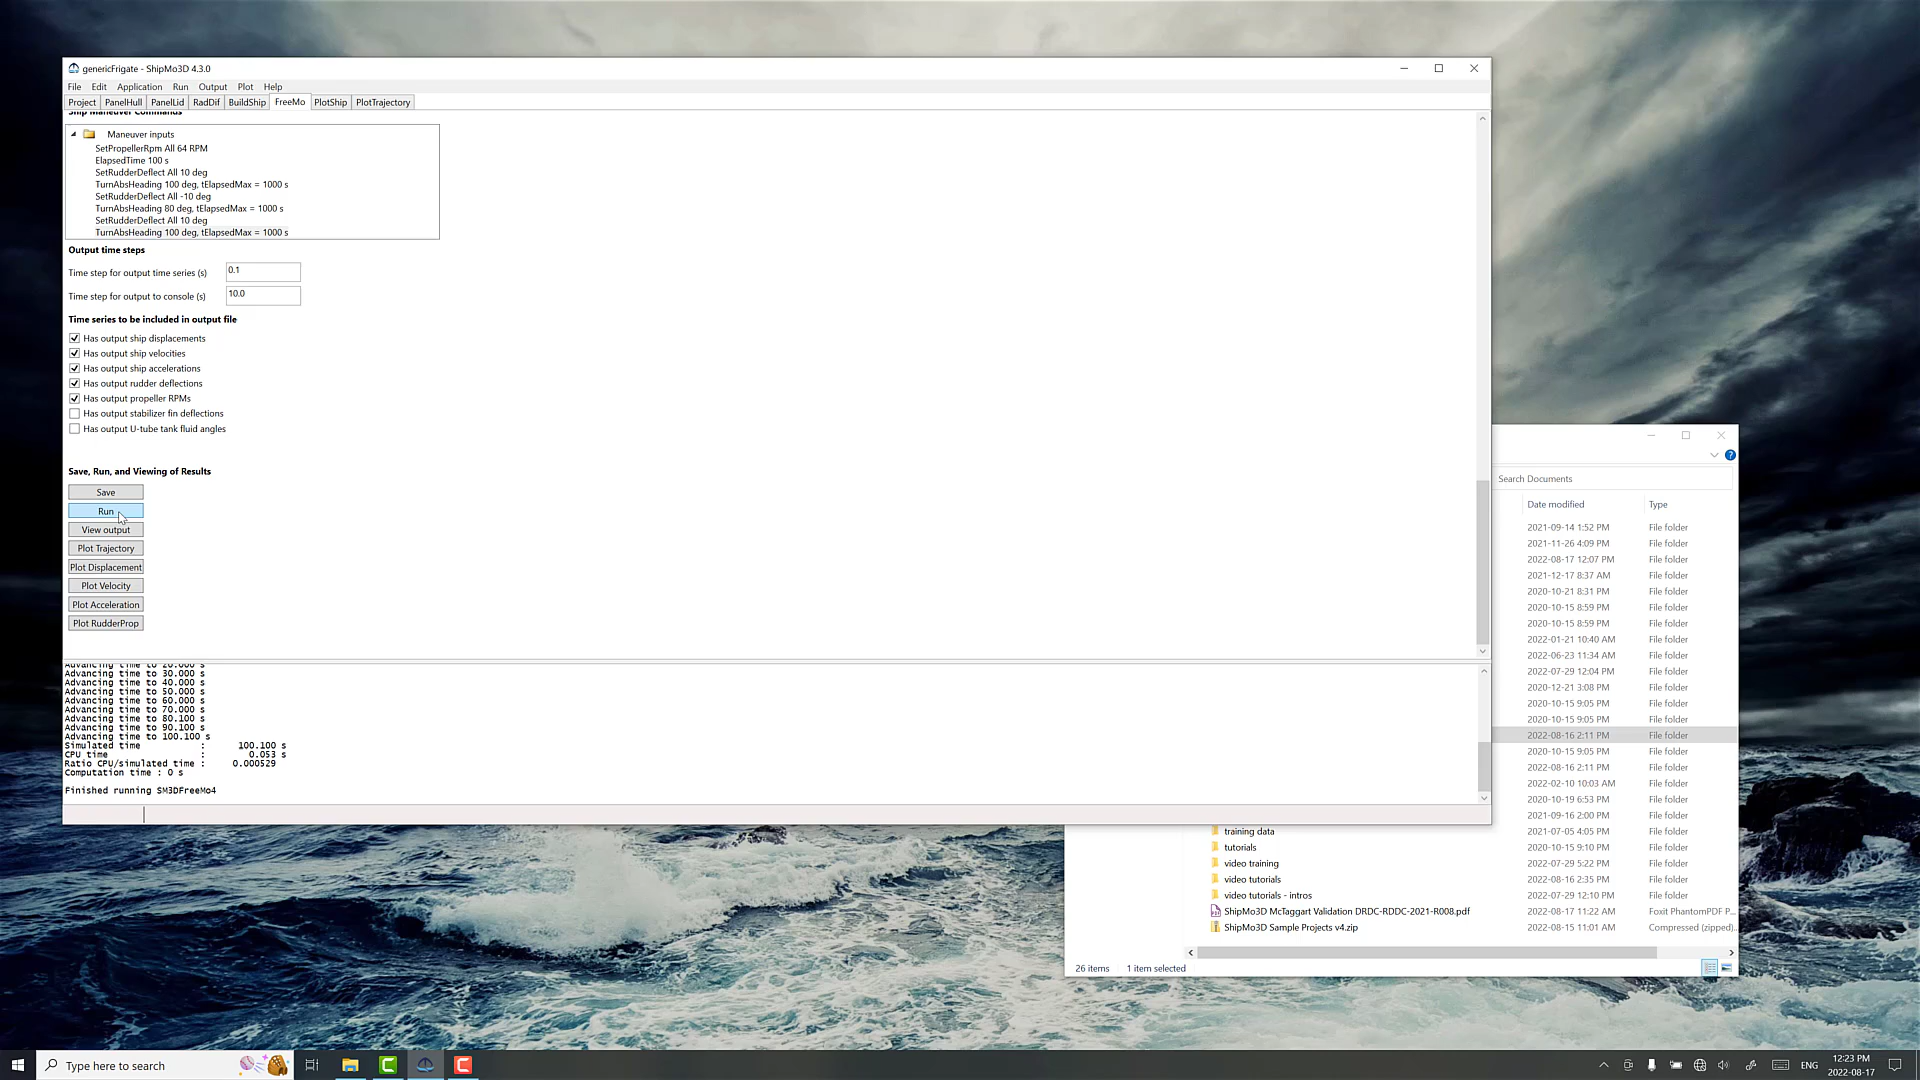 genericFrigate - ShipMo3D 4.3.0
File Edit Application Run Output Plot Help
Project PanelHull PanelLid RadDif BuildShip FreeMo PlotShip PlotTrajectory
Ship Maneuver Commands
Maneuver inputs
SetPropellerRpm All 64 RPM
ElapsedTime 100 s
SetRudderDeflect All 10 deg
TurnAbsHeading 100 deg, tElapsedMax = 1000 s
SetRudderDeflect All -10 deg
TurnAbsHeading 80 deg, tElapsedMax = 1000 s
SetRudderDeflect All 10 deg
TurnAbsHeading 100 deg, tElapsedMax = 1000 s
Output time steps
Time step for output time series (s) 0.1
Time step for output to console (s) 10.0
Time series to be included in output file
Has output ship displacements
Has output ship velocities
Has output ship accelerations
Has output rudder deflections
Has output propeller RPMs
Has output stabilizer fin deflections
Has output U-tube tank fluid angles
Save, Run, and Viewing of Results
Save
Run
View output
Plot Trajectory
Plot Displacement
Plot Velocity
Plot Acceleration
Plot RudderProp
Advancing time to 20.000 s
Advancing time to 30.000 s
Advancing time to 40.000 s
Advancing time to 50.000 s
Advancing time to 60.000 s
Advancing time to 70.000 s
Advancing time to 80.100 s
Advancing time to 90.100 s
Advancing time to 100.100 s
Simulated time : 100.100 s
CPU time : 0.053 s
Ratio CPU/simulated time : 0.000529
Computation time : 0 s
Finished running SM3DFreeMo4
Search Documents
Date modified Type
2021-09-14 1:52 PM File folder
2021-11-26 4:09 PM File folder
2022-08-17 12:07 PM File folder
2021-12-17 8:37 AM File folder
2020-10-21 8:31 PM File folder
2020-10-15 8:59 PM File folder
2020-10-15 8:59 PM File folder
2022-01-21 10:40 AM File folder
2022-06-23 11:34 AM File folder
2022-07-29 12:04 PM File folder
2020-12-21 3:08 PM File folder
2020-10-15 9:05 PM File folder
2020-10-15 9:05 PM File folder
2022-08-16 2:11 PM File folder
2020-10-15 9:05 PM File folder
2022-08-16 2:11 PM File folder
2022-02-10 10:03 AM File folder
2020-10-19 6:53 PM File folder
2021-09-16 2:00 PM File folder
training data 2021-07-05 4:05 PM File folder
tutorials 2020-10-15 9:10 PM File folder
video training 2022-07-29 5:22 PM File folder
video tutorials 2022-08-16 2:35 PM File folder
video tutorials - intros 2022-07-29 12:10 PM File folder
ShipMo3D McTaggart Validation DRDC-RDDC-2021-R008.pdf 2022-08-17 11:22 AM Foxit PhantomPDF P...
ShipMo3D Sample Projects v4.zip 2022-08-15 11:01 AM Compressed (zipped)...
26 items 1 item selected
Type here to search
ENG
12:23 PM
2022-08-17